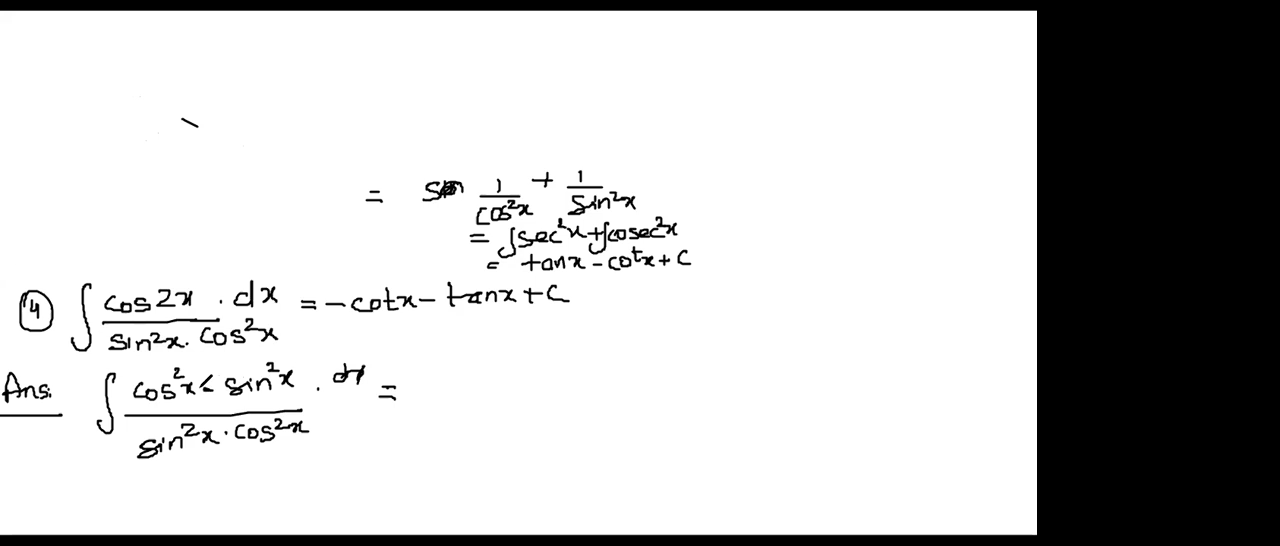 = 1/cos²x + 1/sin²x
= ∫sec²x + ∫cosec²x
= tanx - cotx + C
④ ∫ cos2x/sin²x.cos²x . dx = -cotx - tanx + C
Ans. ∫ cos²x - sin²x/sin²x.cos²x . dx =